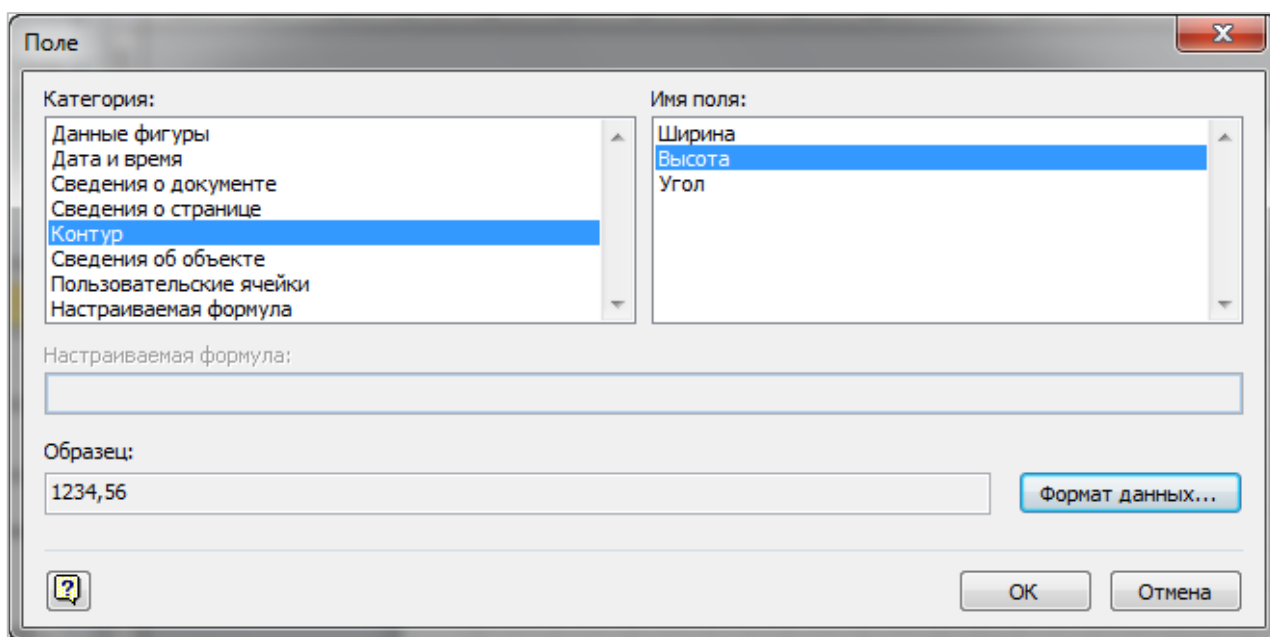 Поле
Категория:
Данные фигуры
Дата и время
Сведения о документе
Сведения о странице
Контур
Сведения об объекте
Пользовательские ячейки
Настраиваемая формула
Имя поля:
Ширина
Высота
Угол
Настраиваемая формула:
Образец:
1234,56
Формат данных...
ОК
Отмена